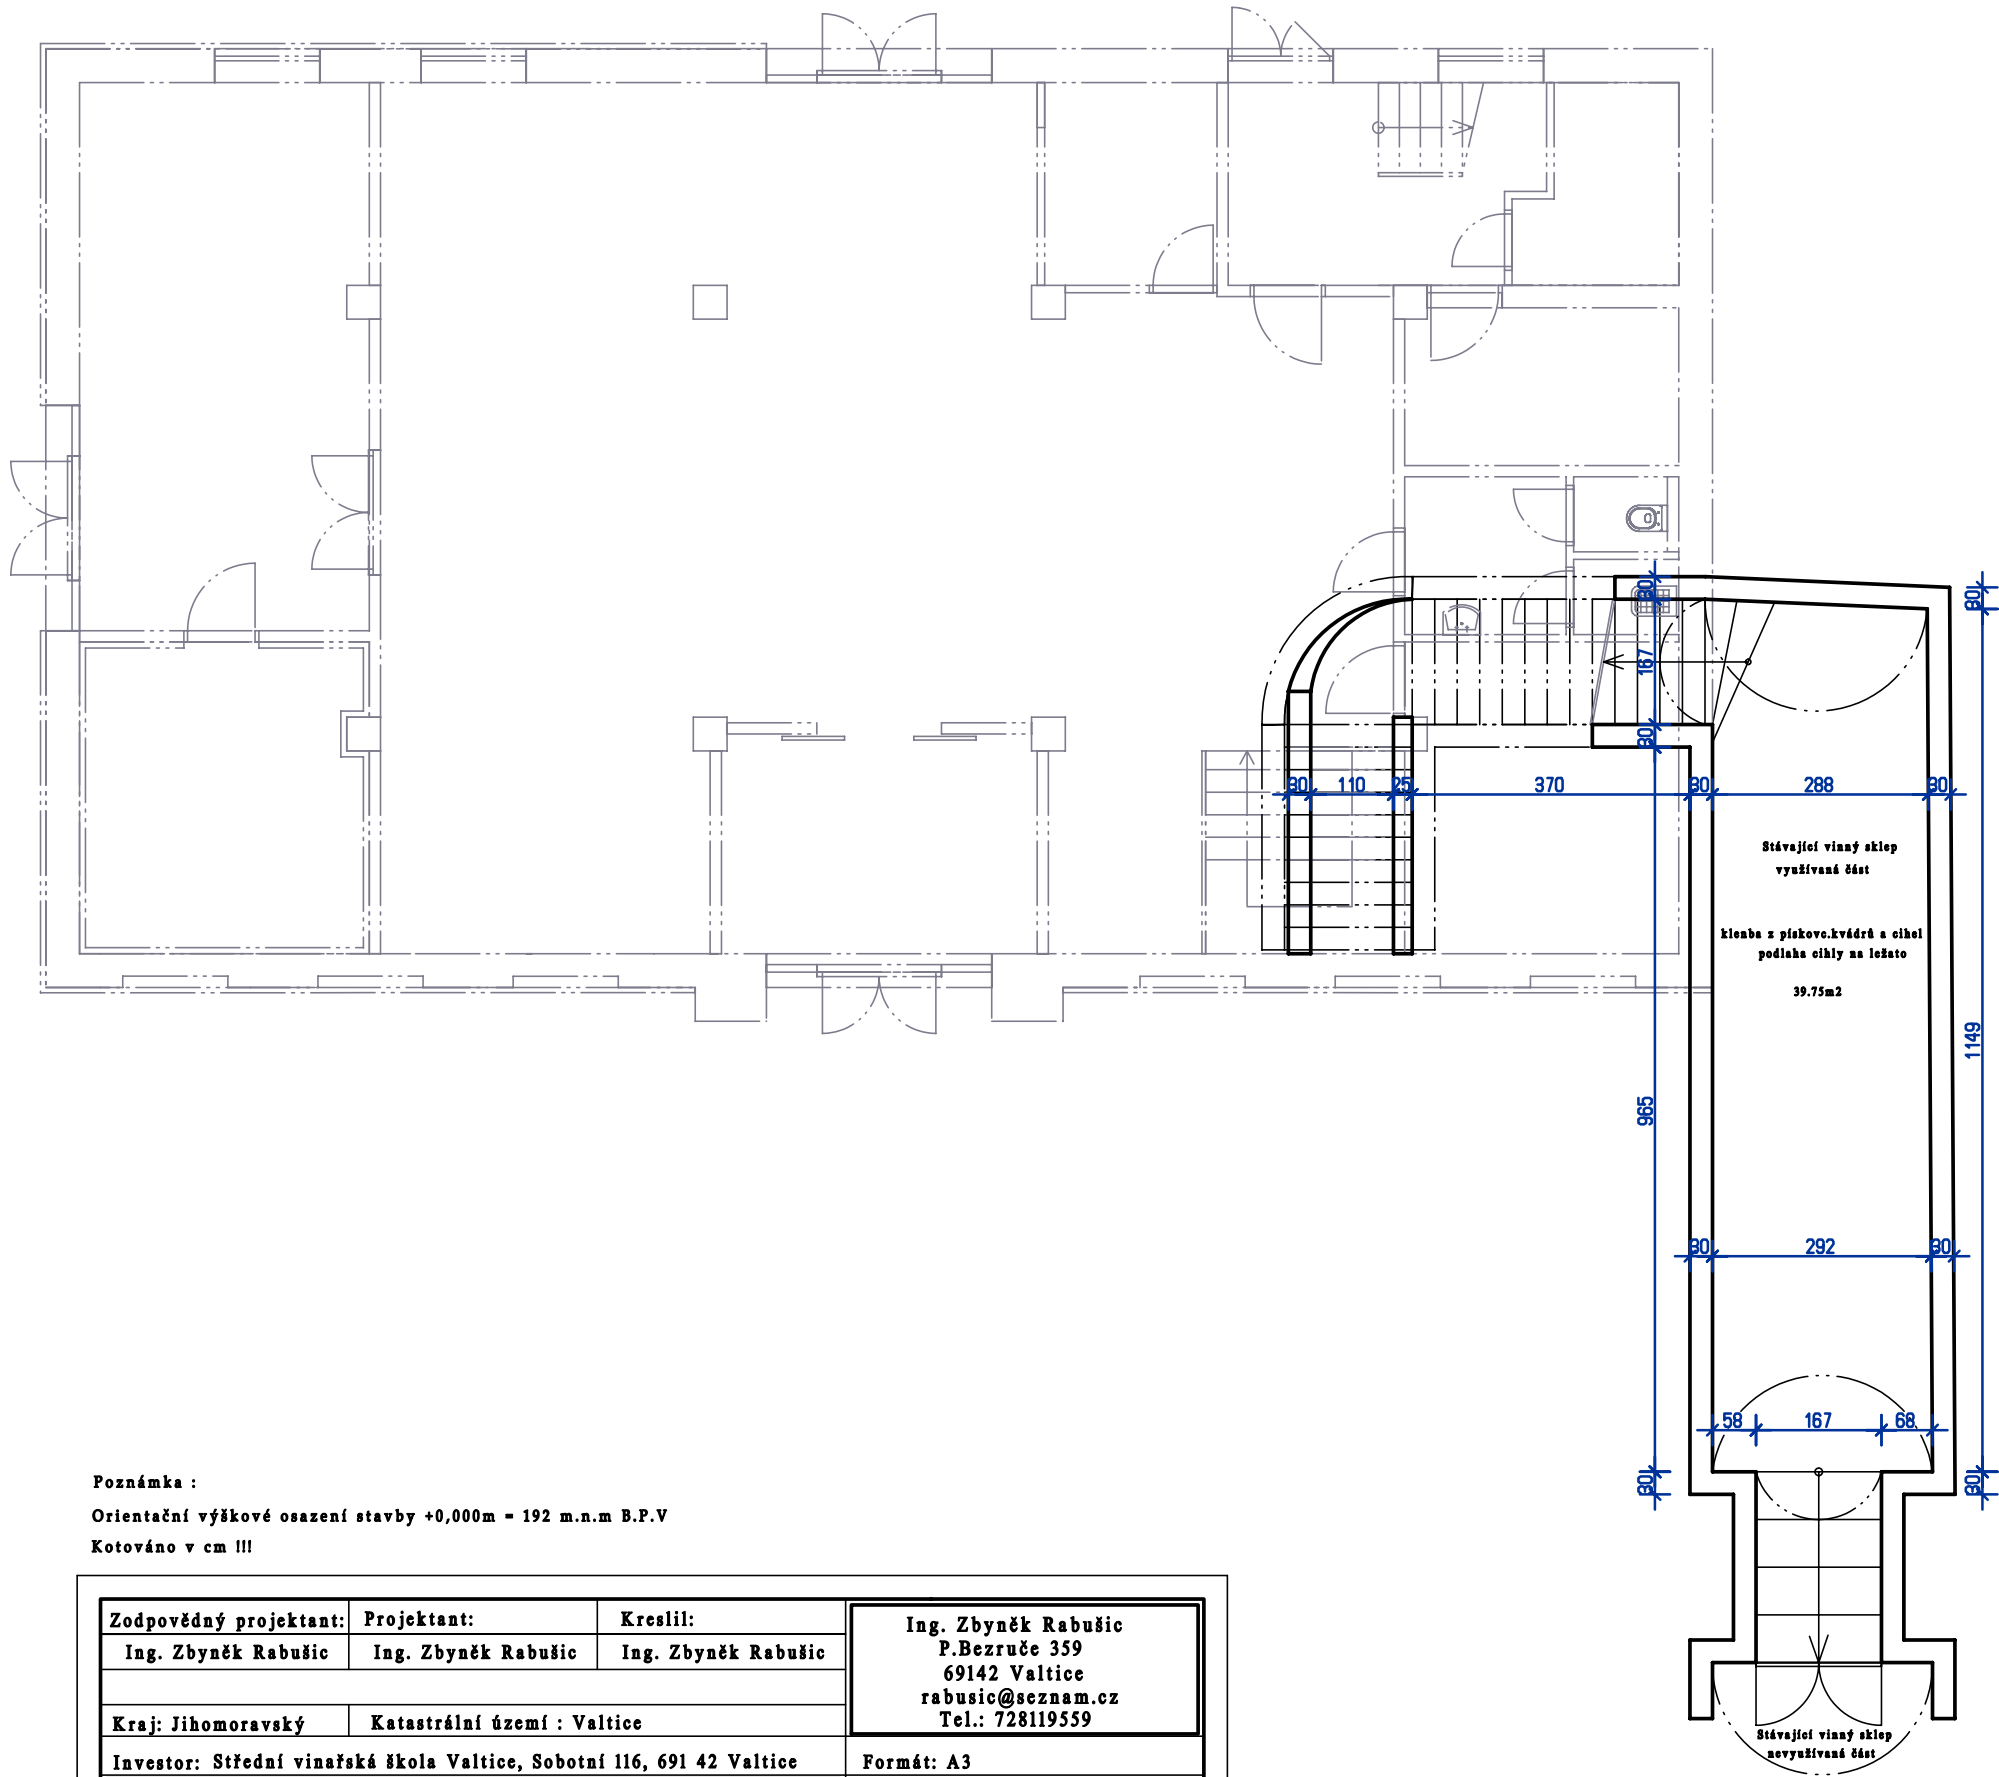 30
30
167
30
30
110
25
370
30
288
30
Stávající vinný sklep
využívaná část
klenba z pískovc.kvádrů a cihel
podlaha cihly na ležato
39.75m2
1149
965
30
292
30
58
167
68
30
30
Poznámka :
Orientační výškové osazení stavby +0,000m = 192 m.n.m B.P.V
Kotováno v cm !!!
Zodpovědný projektant:
Projektant:
Kreslil:
Ing. Zbyněk Rabušic
Ing. Zbyněk Rabušic
Ing. Zbyněk Rabušic
Ing. Zbyněk Rabušic
P.Bezruče 359
69142 Valtice
rabusic@seznam.cz
Tel.: 728119559
Kraj: Jihomoravský
Katastrální území : Valtice
Investor: Střední vinařská škola Valtice, Sobotní 116, 691 42 Valtice
Formát: A3
Stávající vinný sklep
nevyužívaná část